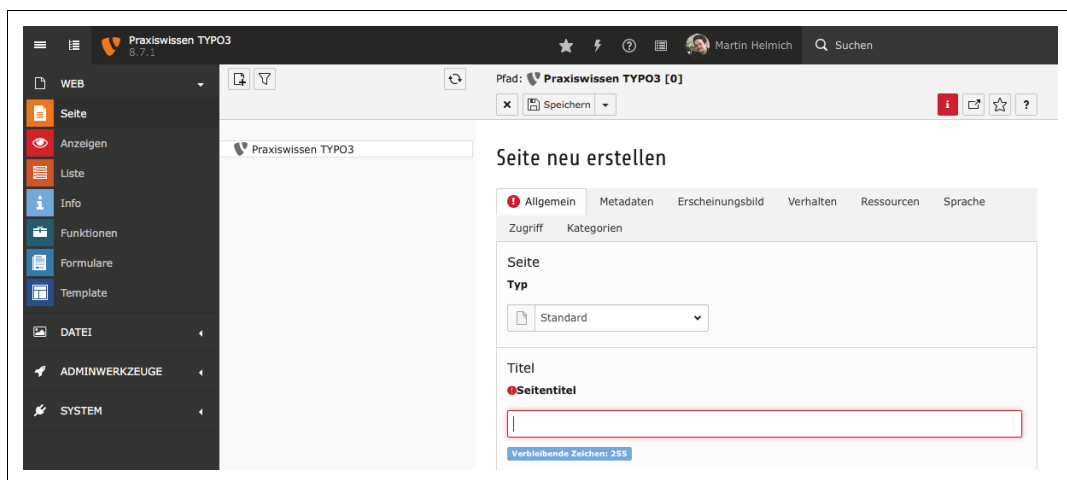 Praxiswissen TYPO3
8.7.1
Martin Helmich
Suchen
WEB
Seite
Anzeigen
Liste
Info
Funktionen
Formulare
Template
DATEI
ADMINWERKZEUGE
SYSTEM
Praxiswissen TYPO3
Pfad: Praxiswissen TYPO3 [0]
Speichern
Seite neu erstellen
Allgemein Metadaten Erscheinungsbild Verhalten Ressourcen Sprache
Zugriff Kategorien
Seite
Typ
Standard
Titel
Seitentitel
Verbleibende Zeichen: 255